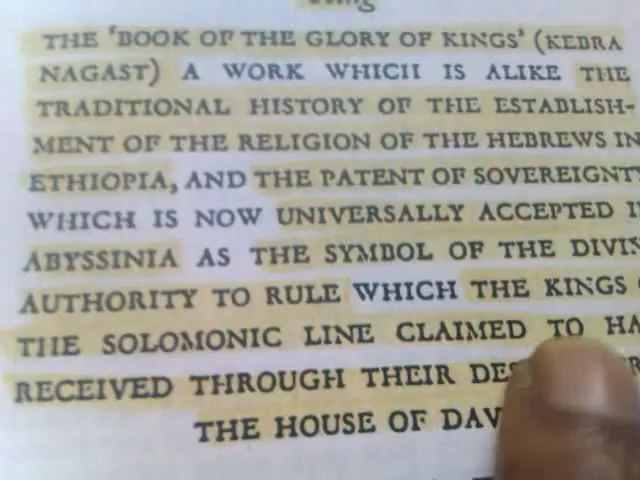 THE 'BOOK OF THE GLORY OF KINGS' (KEBRA
NAGAST) A WORK WHICH IS ALIKE THE
TRADITIONAL HISTORY OF THE ESTABLISH-
MENT OF THE RELIGION OF THE HEBREWS IN
ETHIOPIA, AND THE PATENT OF SOVEREIGNTY
WHICH IS NOW UNIVERSALLY ACCEPTED
ABYSSINIA AS THE SYMBOL OF THE
AUTHORITY TO RULE WHICH THE KINGS
THE SOLOMONIC LINE CLAIMED TO
RECEIVED THROUGH THEIR
THE HOUSE OF